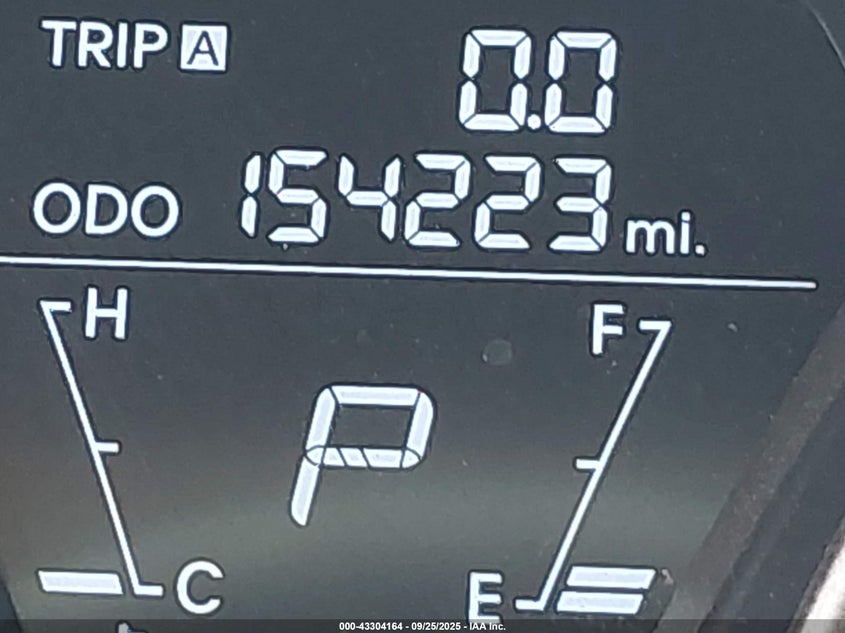 TRIP A 0.0
ODO 154223 mi.
H F
P
C E
000-43304164 - 09/25/2025 - IAA Inc.